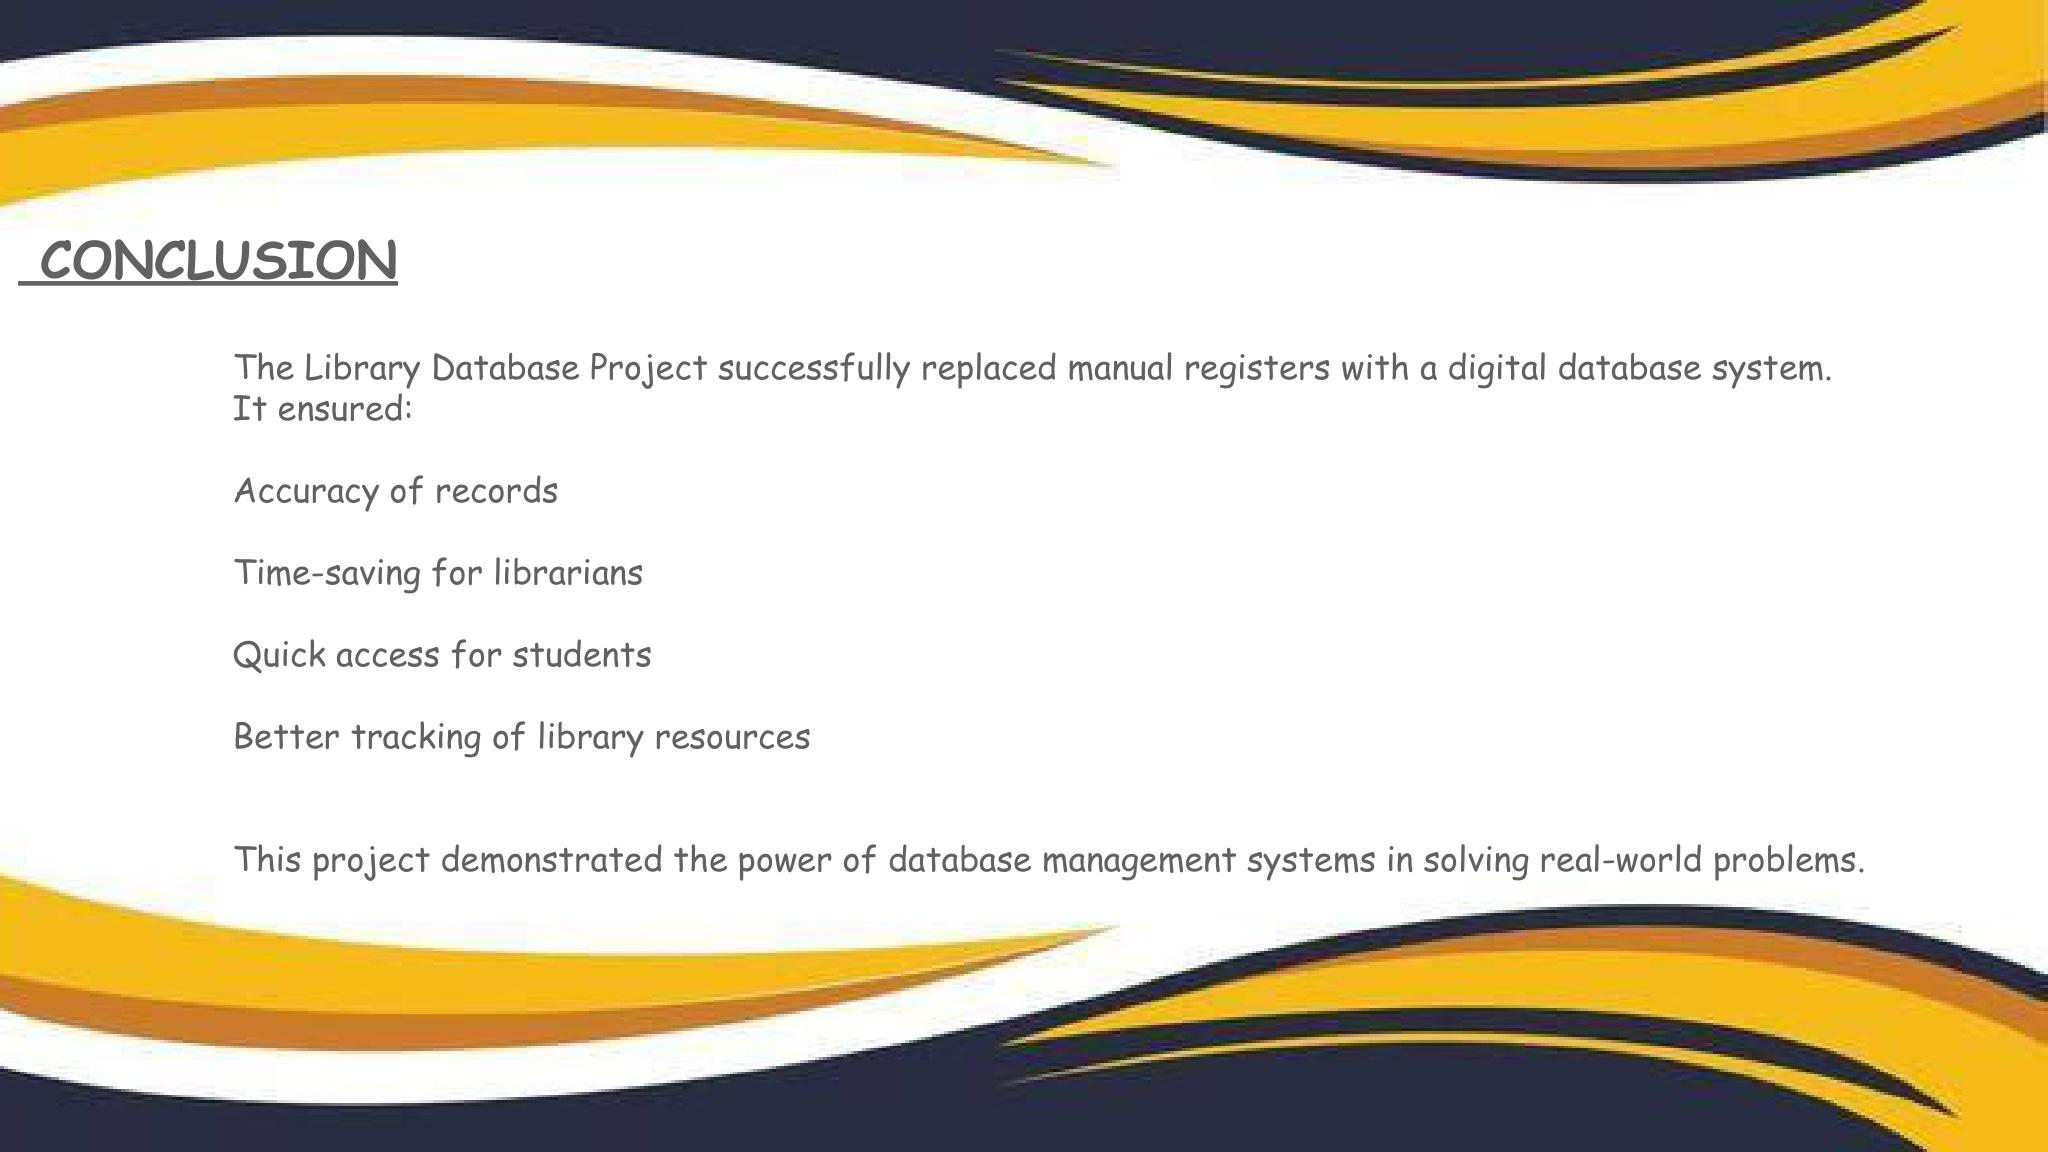 CONCLUSION
The Library Database Project successfully replaced manual registers with a digital database system.
It ensured:
Accuracy of records
Time-saving for librarians
Quick access for students
Better tracking of library resources
This project demonstrated the power of database management systems in solving real-world problems.